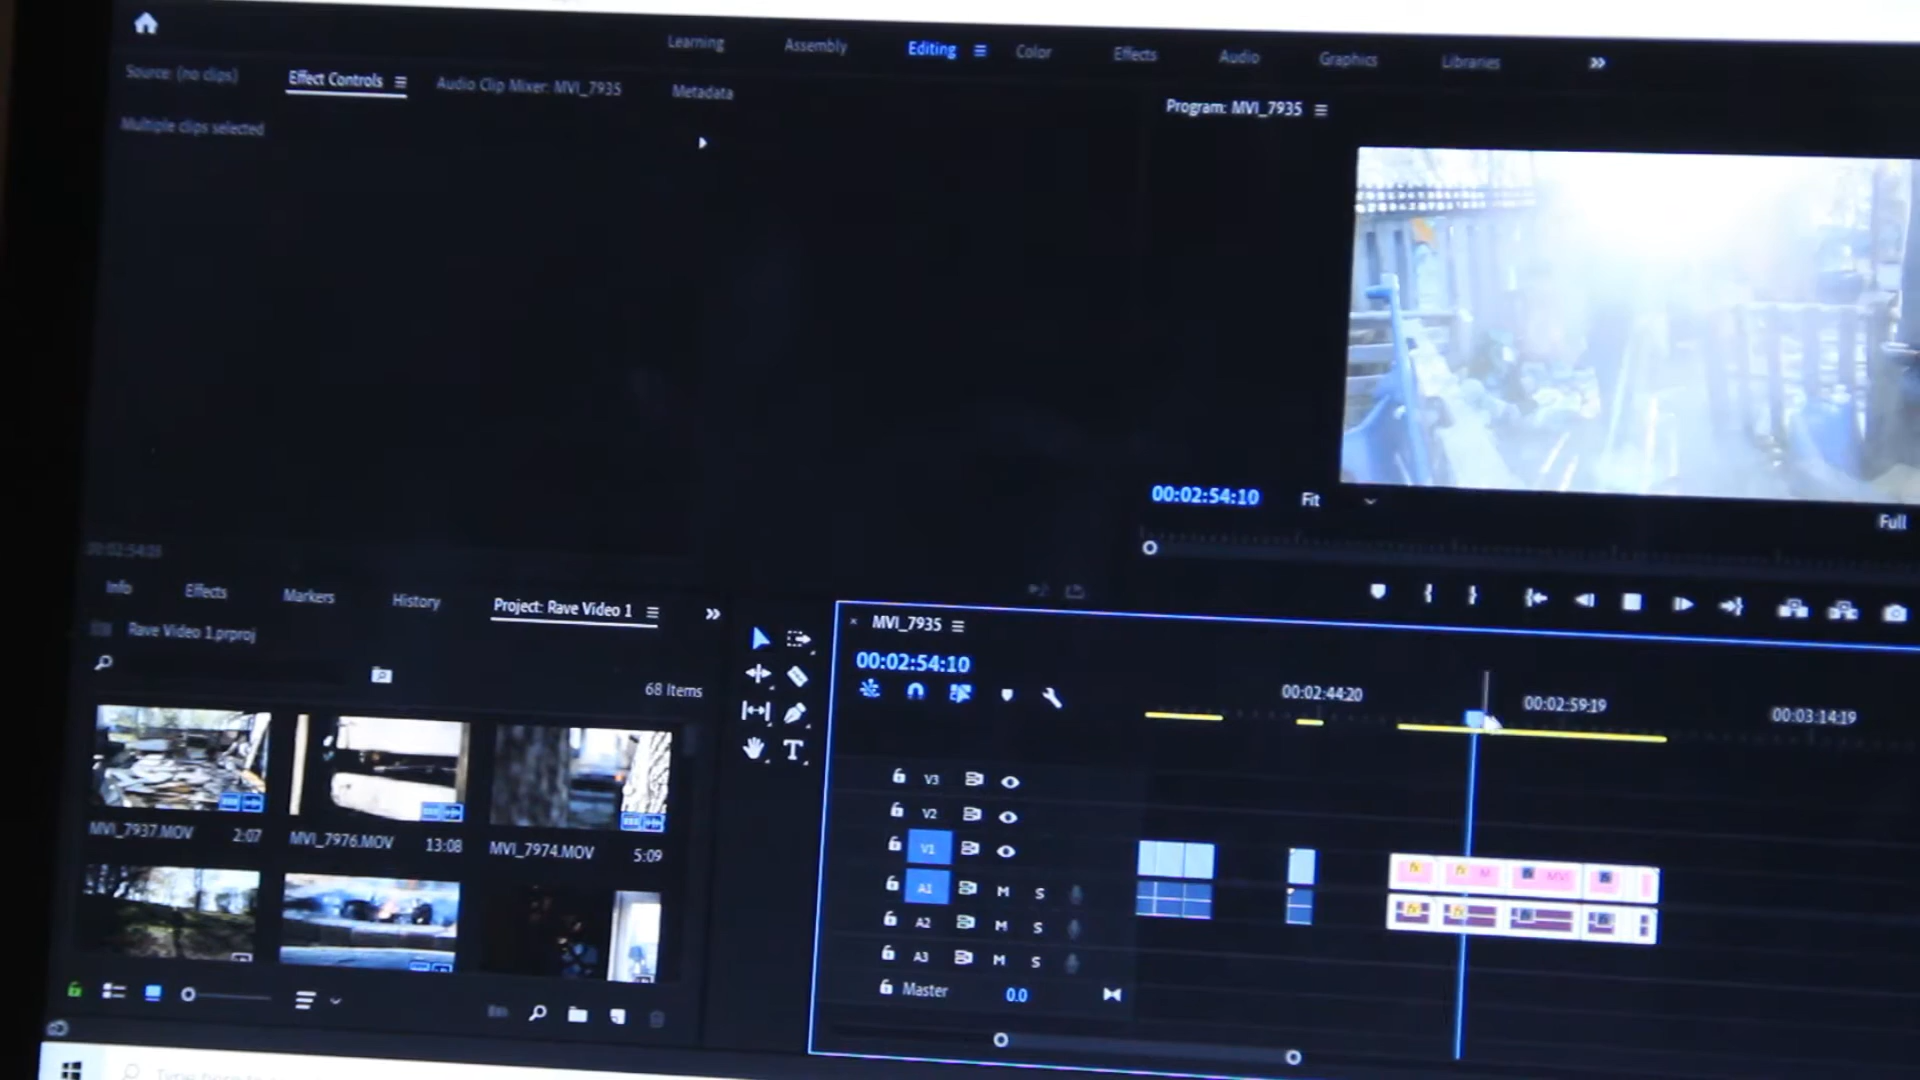 Learning Assembly Editing Color Effects Audio Graphics Libraries
Source: (no clips) Effect Controls Audio Clip Mixer: MVI_7935 Metadata
Program: MVI_7935
Multiple clips selected
00:02:54:10 Fit
Full
00:02:54:05
Info Effects Markers History Project: Rave Video 1
Rave Video 1.prproj
68 Items
MVI_7937.MOV 2:07
MVI_7976.MOV 13:08
MVI_7974.MOV 5:09
MVI_7935
00:02:54:10
00:02:44:20 00:02:59:19 00:03:14:19
V3
V2
V1
A1 M S
A2 M S
A3 M S
Master 0.0